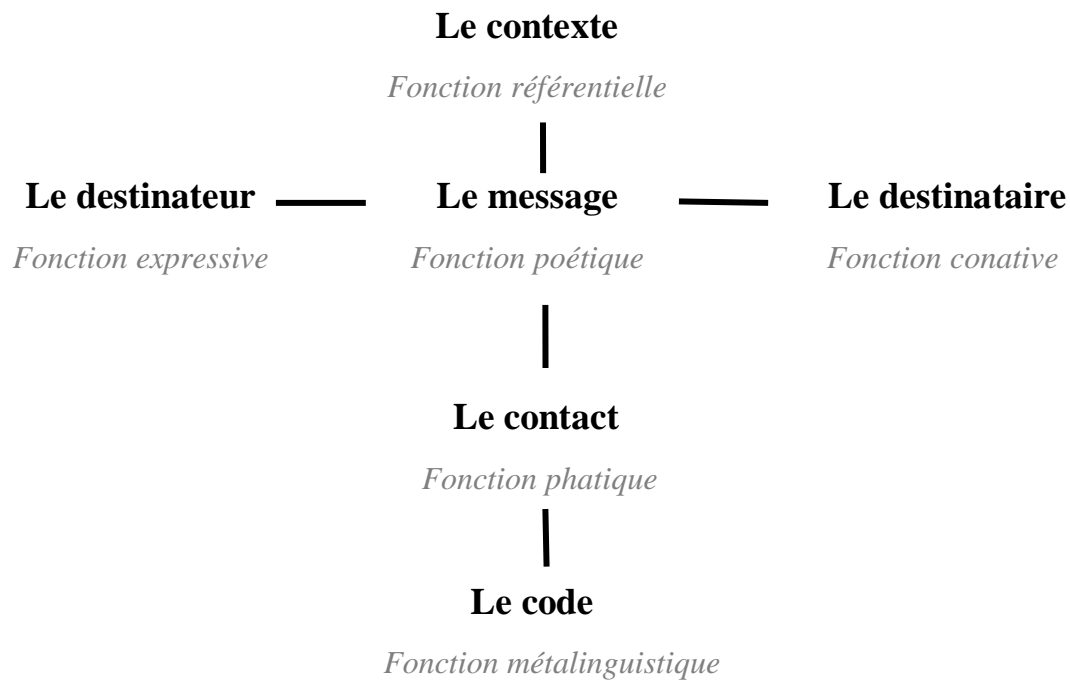 Le contexte
Fonction référentielle
Le destinateur Le message Le destinataire
Fonction expressive Fonction poétique Fonction conative
Le contact
Fonction phatique
Le code
Fonction métalinguistique